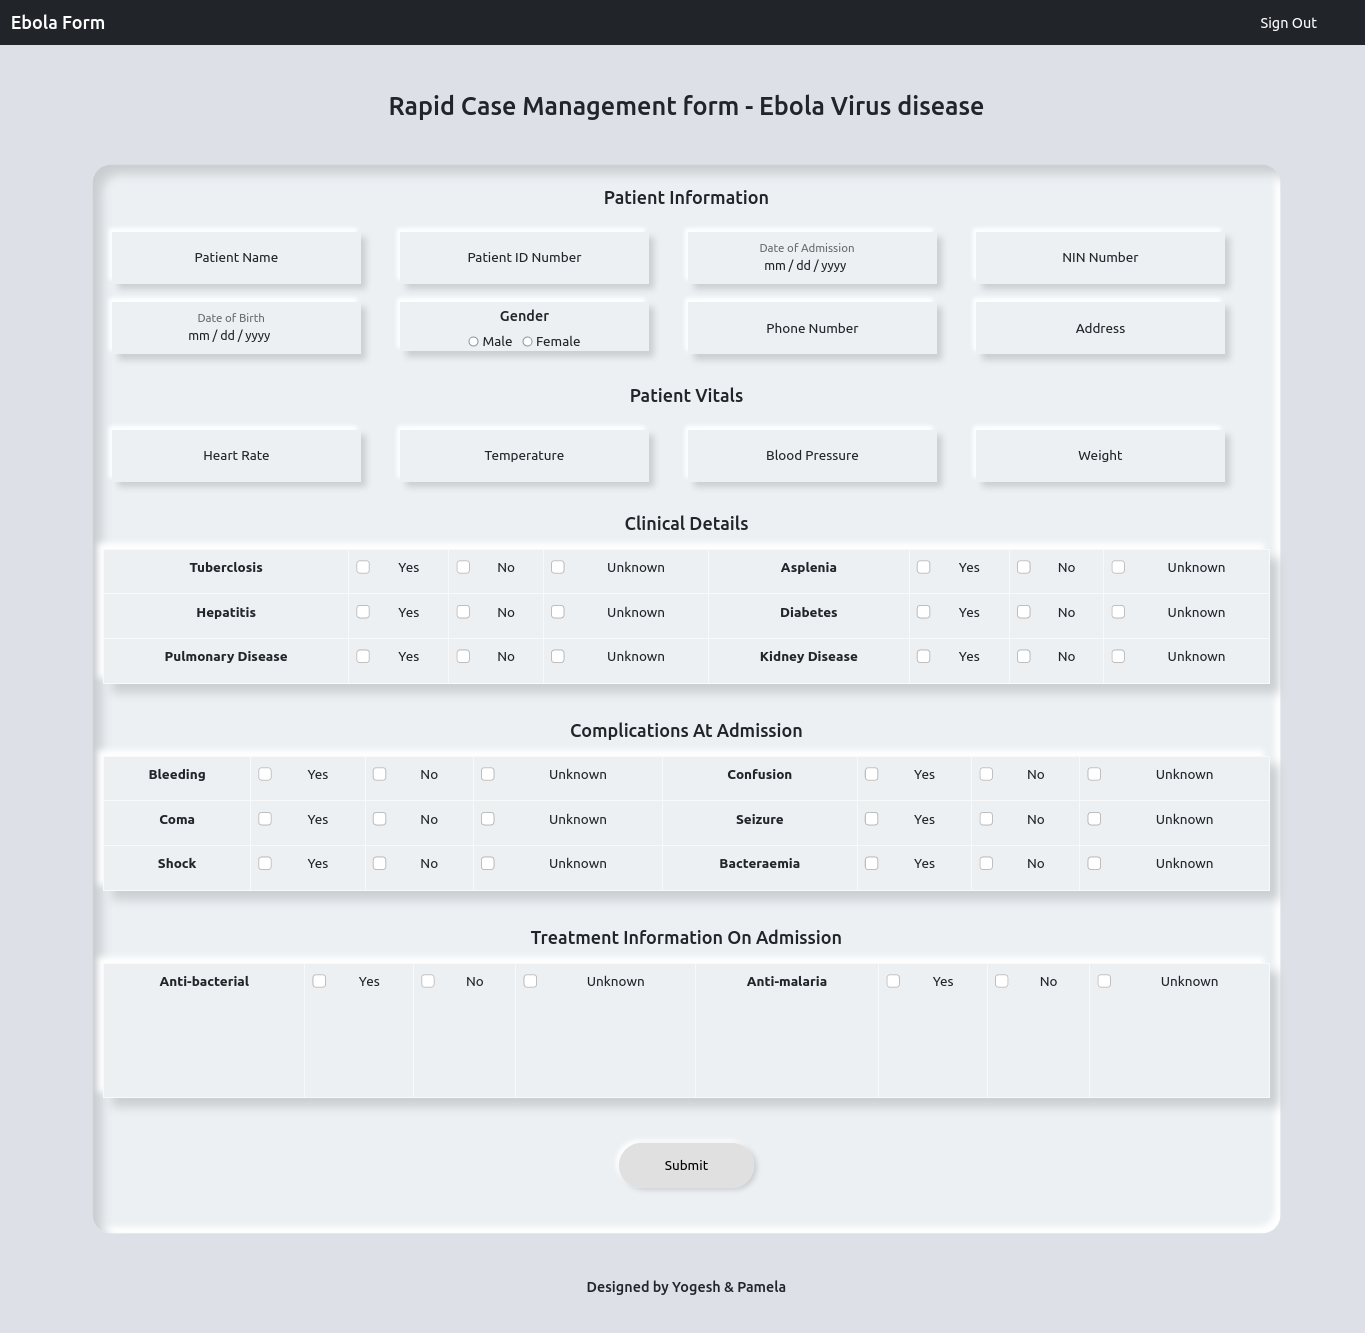 Ebola Form Sign Out
Rapid Case Management form - Ebola Virus disease
Patient Information
Patient Name Patient ID Number Date of Admission mm / dd / yyyy NIN Number
Date of Birth mm / dd / yyyy Gender Male Female Phone Number Address
Patient Vitals
Heart Rate Temperature Blood Pressure Weight
Clinical Details
Tuberclosis Yes No Unknown Asplenia Yes No Unknown
Hepatitis Yes No Unknown Diabetes Yes No Unknown
Pulmonary Disease Yes No Unknown Kidney Disease Yes No Unknown
Complications At Admission
Bleeding Yes No Unknown Confusion Yes No Unknown
Coma Yes No Unknown Seizure Yes No Unknown
Shock Yes No Unknown Bacteraemia Yes No Unknown
Treatment Information On Admission
Anti-bacterial Yes No Unknown Anti-malaria Yes No Unknown
Submit
Designed by Yogesh & Pamela